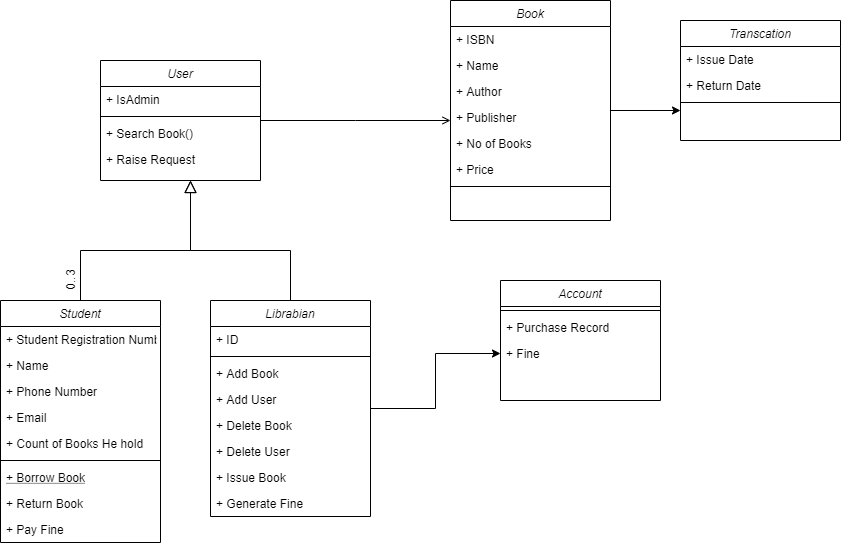 User
+ IsAdmin
+ Search Book()
+ Raise Request
Book
+ ISBN
+ Name
+ Author
+ Publisher
+ No of Books
+ Price
Transcation
+ Issue Date
+ Return Date
0..3
Student
+ Student Registration Numb
+ Name
+ Phone Number
+ Email
+ Count of Books He hold
+ Borrow Book
+ Return Book
+ Pay Fine
Librabian
+ ID
+ Add Book
+ Add User
+ Delete Book
+ Delete User
+ Issue Book
+ Generate Fine
Account
+ Purchase Record
+ Fine